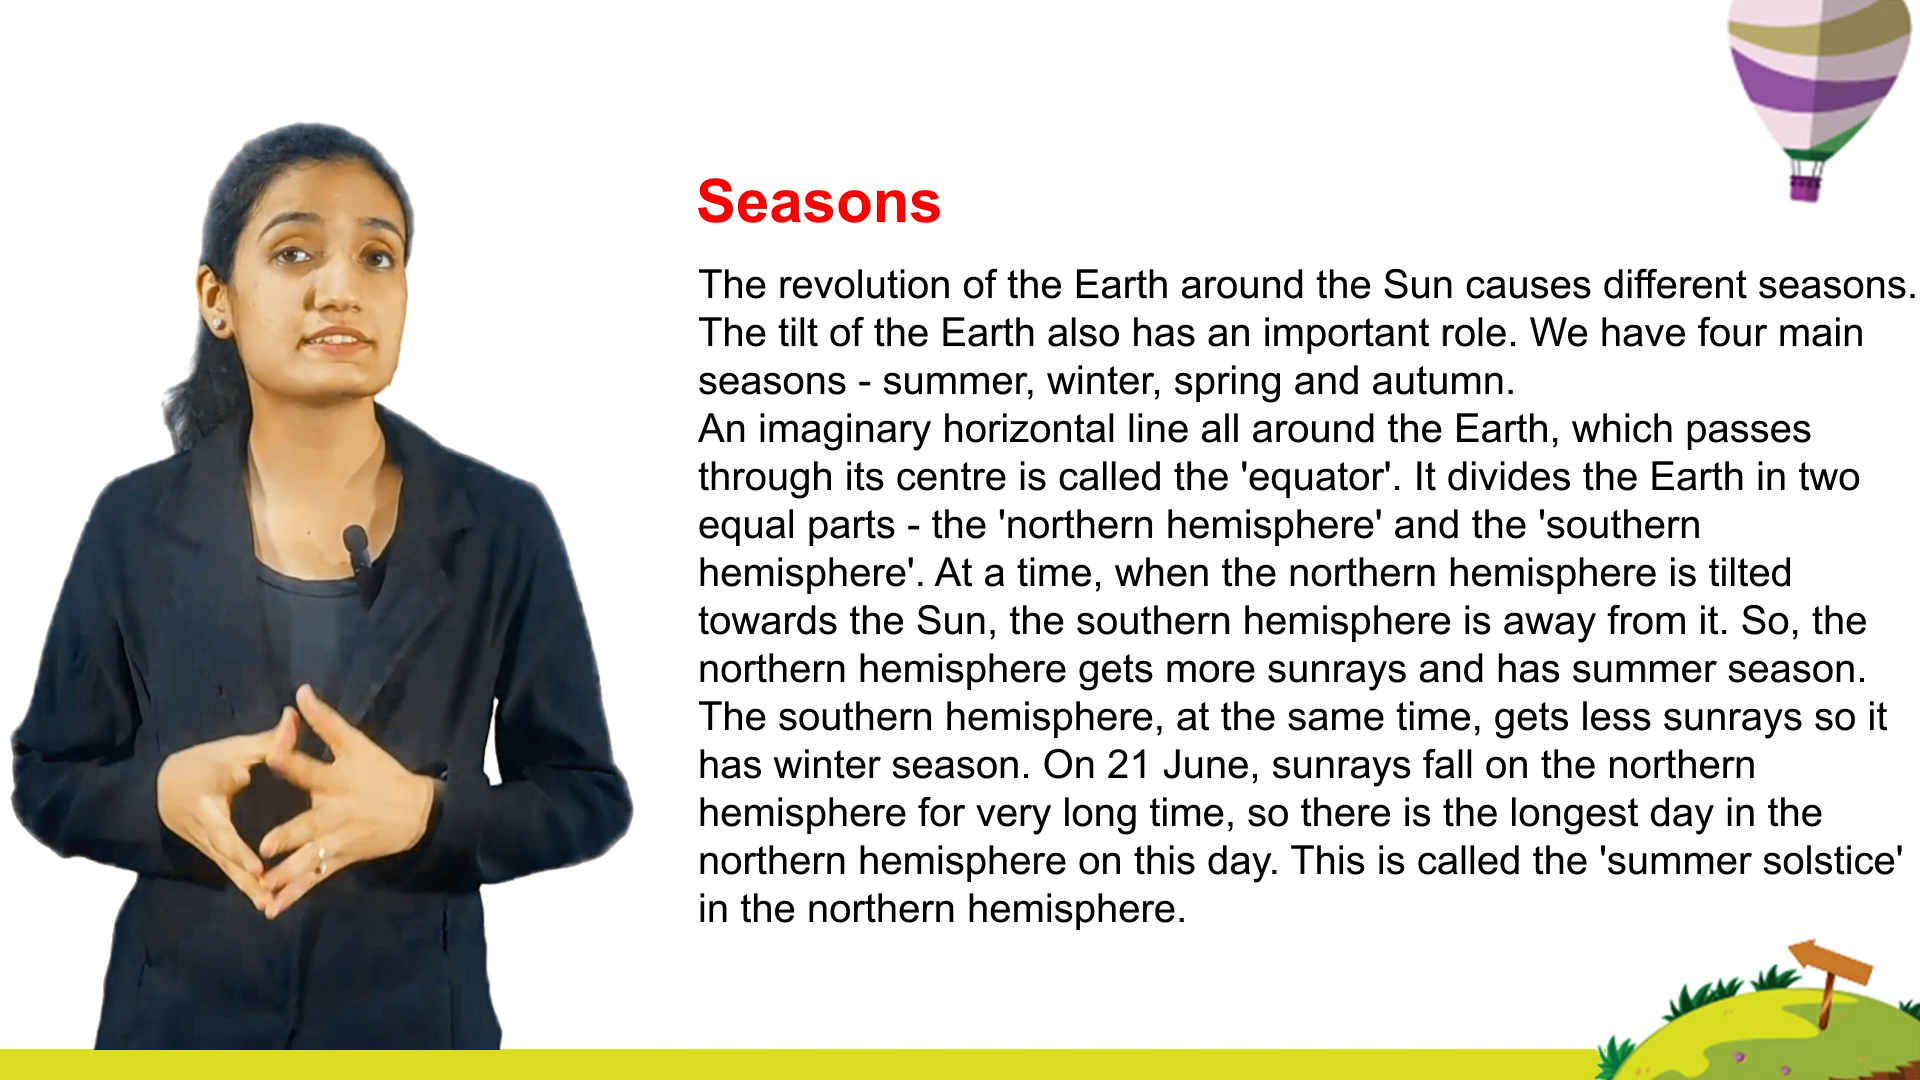 Seasons
The revolution of the Earth around the Sun causes different seasons.
The tilt of the Earth also has an important role. We have four main
seasons - summer, winter, spring and autumn.
An imaginary horizontal line all around the Earth, which passes
through its centre is called the 'equator'. It divides the Earth in two
equal parts - the 'northern hemisphere' and the 'southern
hemisphere'. At a time, when the northern hemisphere is tilted
towards the Sun, the southern hemisphere is away from it. So, the
northern hemisphere gets more sunrays and has summer season.
The southern hemisphere, at the same time, gets less sunrays so it
has winter season. On 21 June, sunrays fall on the northern
hemisphere for very long time, so there is the longest day in the
northern hemisphere on this day. This is called the 'summer solstice'
in the northern hemisphere.